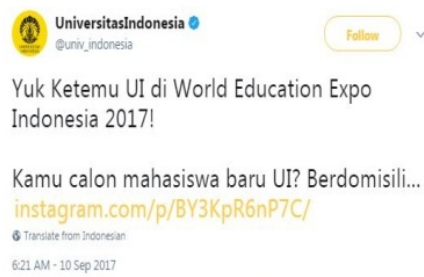 UniversitasIndonesia
@univ_indonesia
Follow
Yuk Ketemu UI di World Education Expo
Indonesia 2017!
Kamu calon mahasiswa baru UI? Berdomisili...
instagram.com/p/BY3KpR6nP7C/
Translate from Indonesian
6:21 AM - 10 Sep 2017